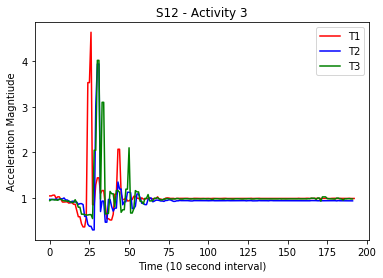 S12 - Activity 3
T1
T2
T3
Acceleration Magntiude
4
3
2
1
0 25 50 75 100 125 150 175 200
Time (10 second interval)